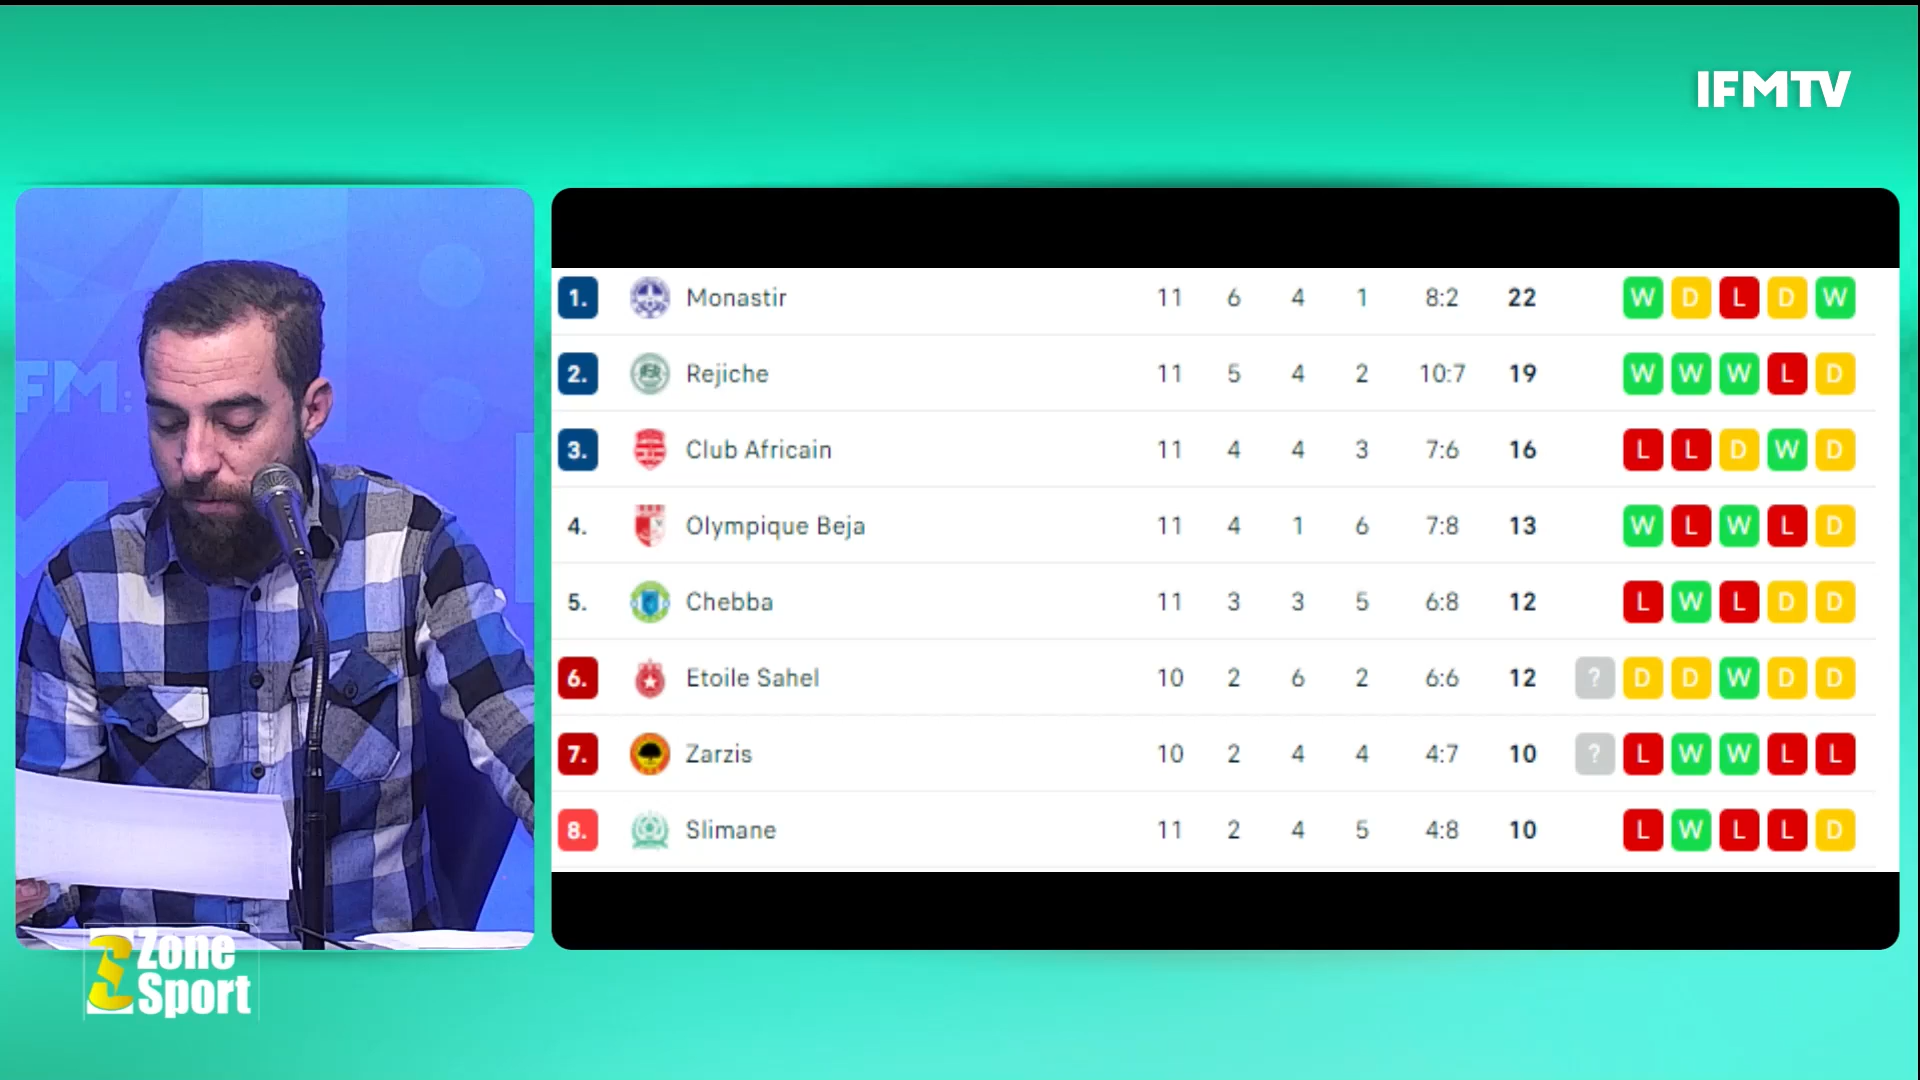 IFMTV
FM:
1. Monastir 11 6 4 1 8:2 22 W D L D W
2. Rejiche 11 5 4 2 10:7 19 W W W L D
3. Club Africain 11 4 4 3 7:6 16 L L D W D
4. Olympique Beja 11 4 1 6 7:8 13 W L W L D
5. Chebba 11 3 3 5 6:8 12 L W L D D
6. Etoile Sahel 10 2 6 2 6:6 12 ? D D W D D
7. Zarzis 10 2 4 4 4:7 10 ? L W W L L
8. Slimane 11 2 4 5 4:8 10 L W L L D
Zone
Sport